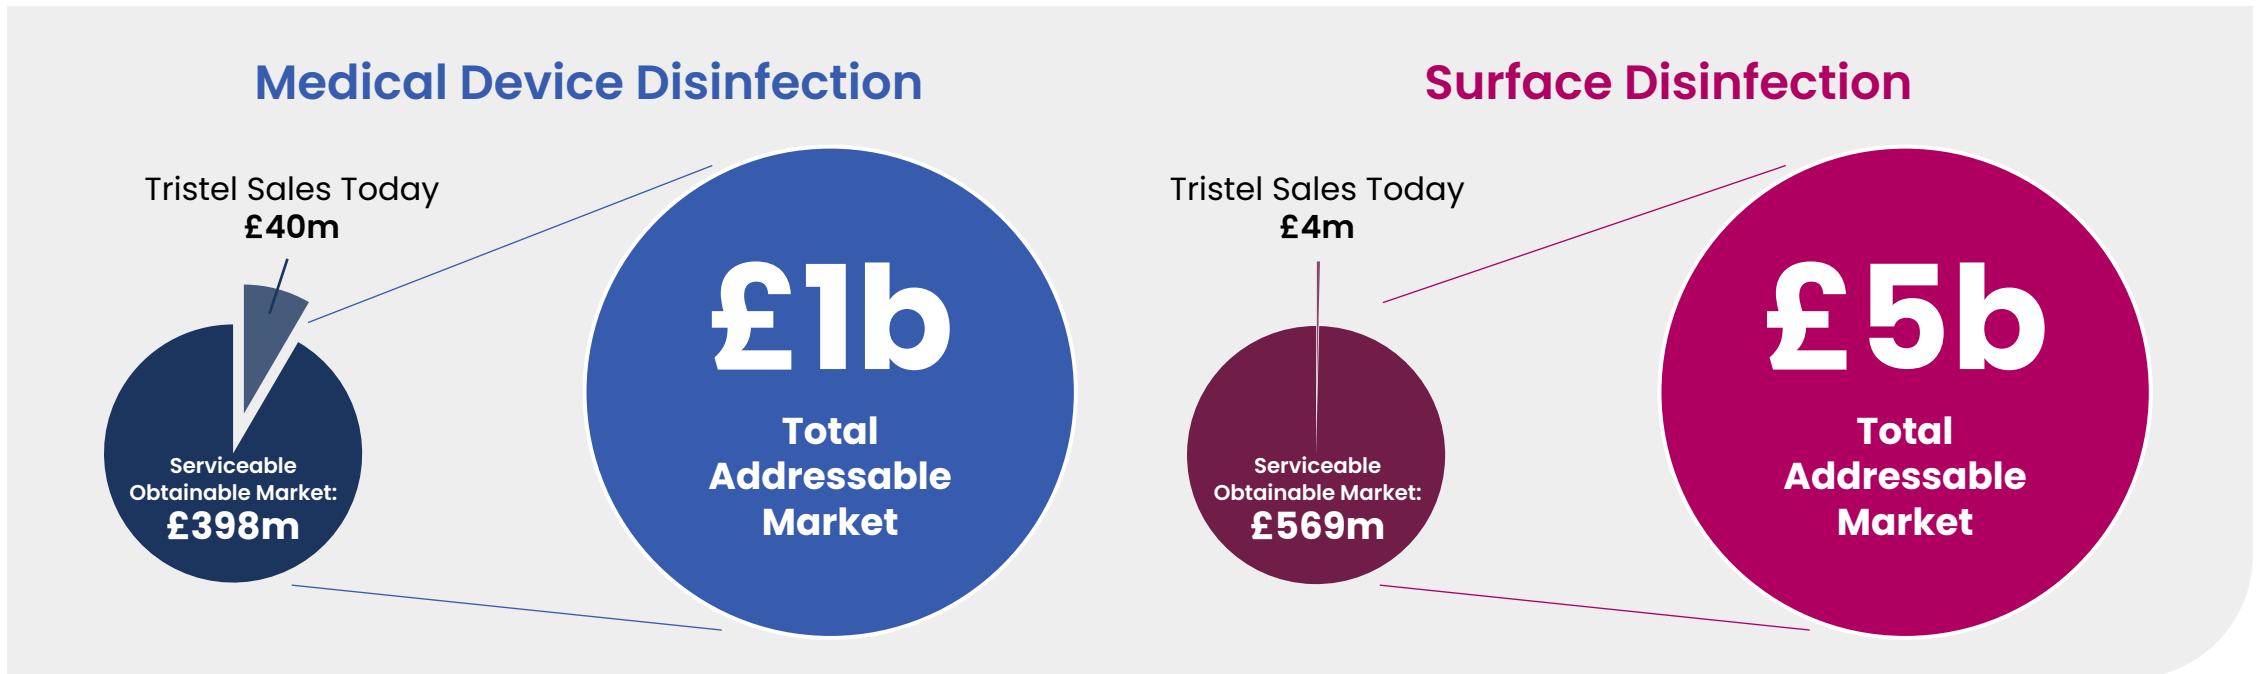 Medical Device Disinfection
Tristel Sales Today
£40m
Serviceable
Obtainable Market:
£398m
£1b
Total
Addressable
Market
Surface Disinfection
Tristel Sales Today
£4m
Serviceable
Obtainable Market:
£569m
£5b
Total
Addressable
Market